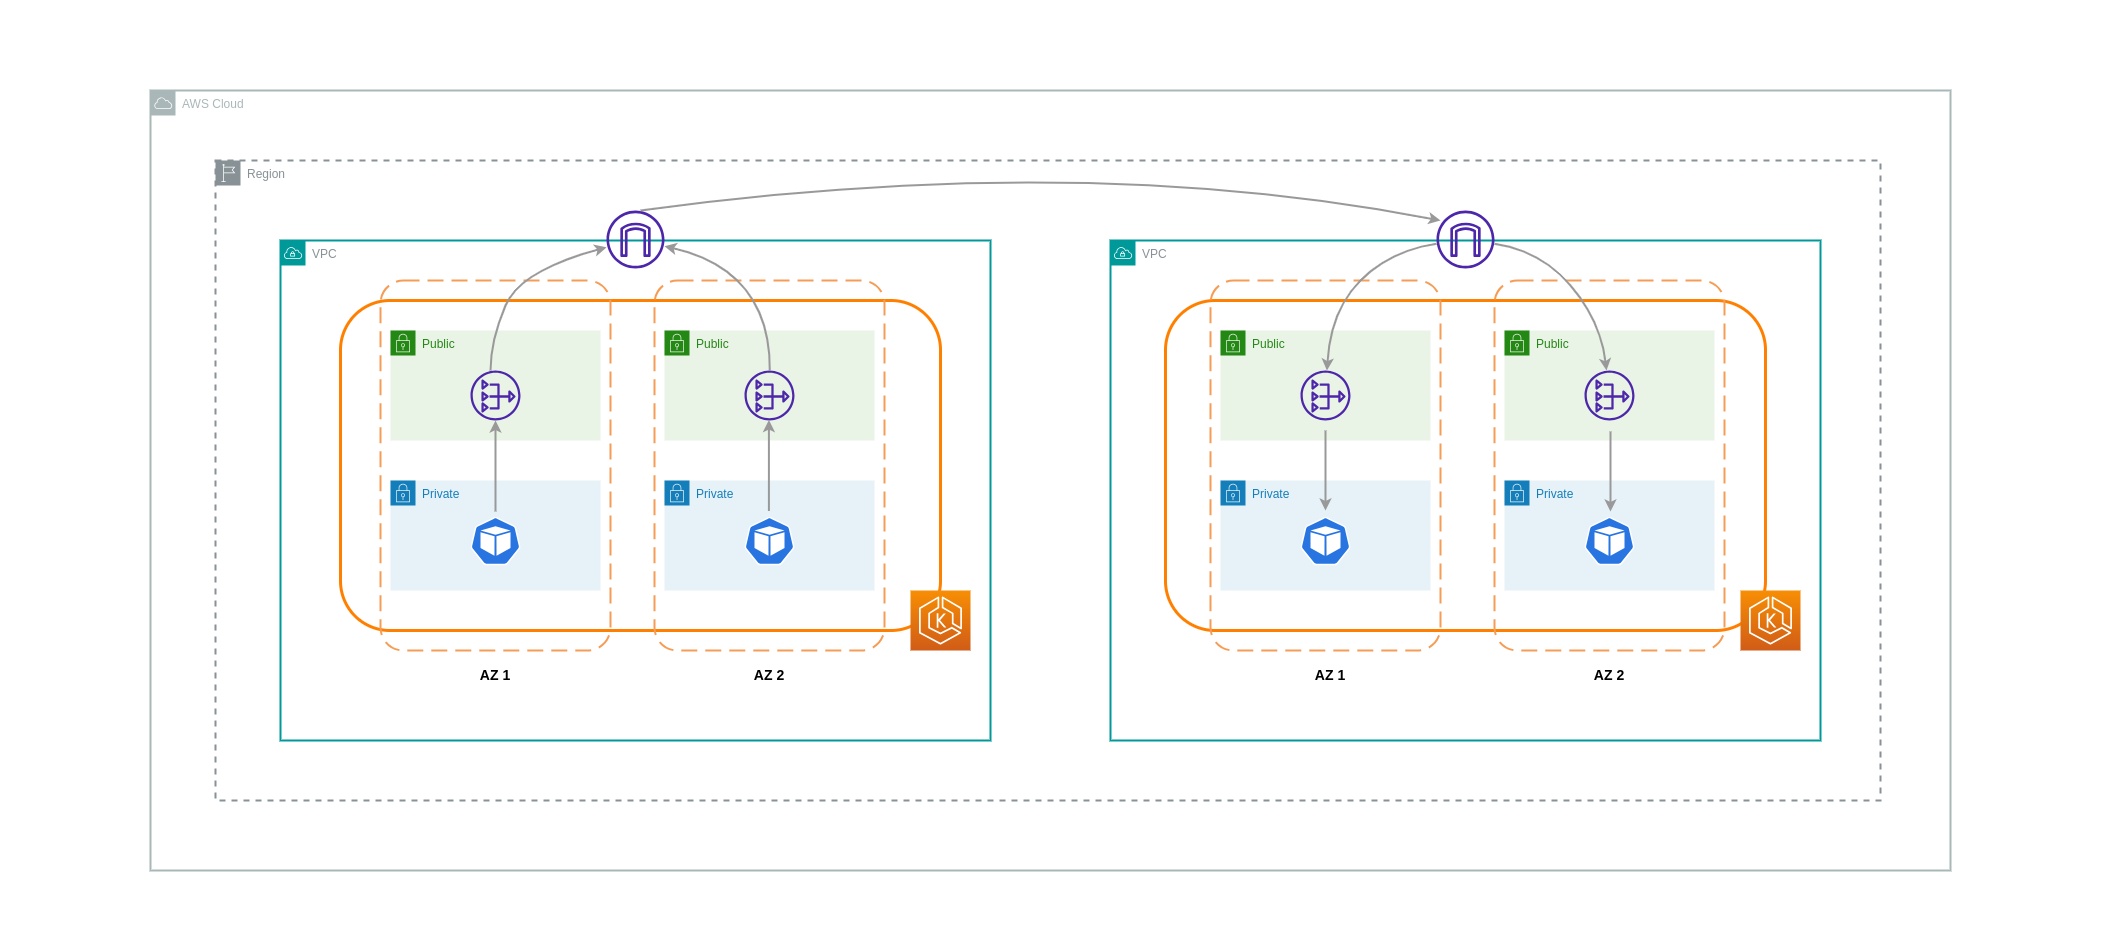 AWS Cloud
Region
VPC
VPC
Public
Public
Public
Public
Private
Private
Private
Private
K
K
AZ 1
AZ 2
AZ 1
AZ 2